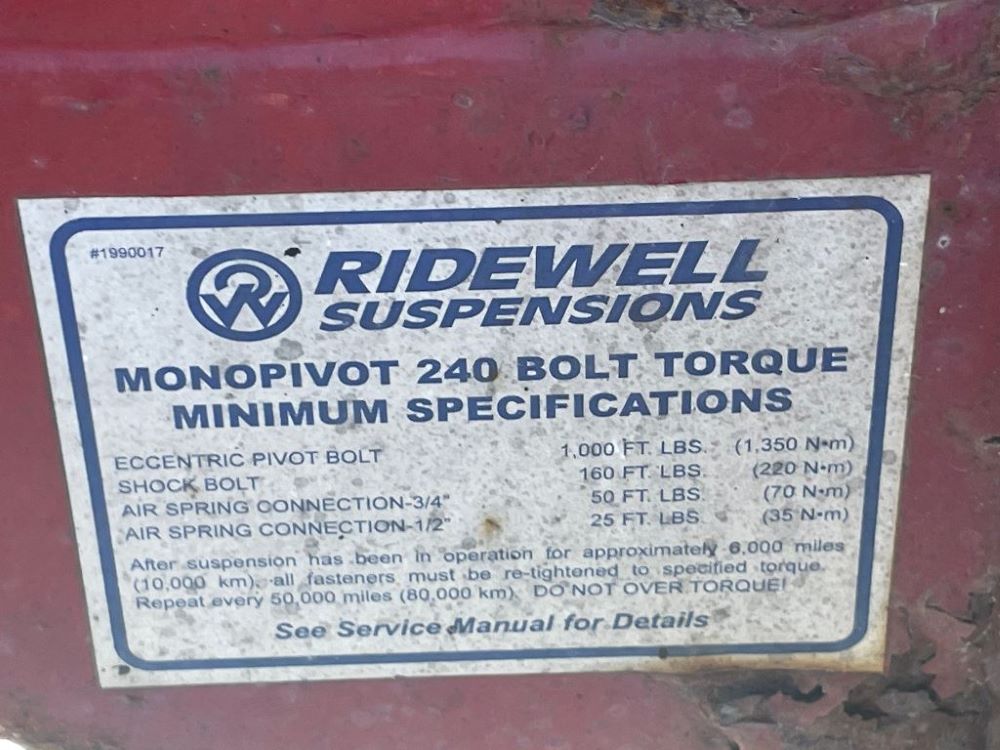 #1990017
RIDEWELL
SUSPENSIONS
MONOPIVOT 240 BOLT TORQUE
MINIMUM SPECIFICATIONS
ECCENTRIC PIVOT BOLT 1,000 FT. LBS. (1,350 N•m)
SHOCK BOLT 160 FT. LBS. (220 N•m)
AIR SPRING CONNECTION-3/4" 50 FT. LBS. (70 N•m)
AIR SPRING CONNECTION-1/2" 25 FT. LBS. (35 N•m)
After suspension has been in operation for approximately 6,000 miles
(10,000 km), all fasteners must be re-tightened to specified torque.
Repeat every 50,000 miles (80,000 km). DO NOT OVER TORQUE!
See Service Manual for Details